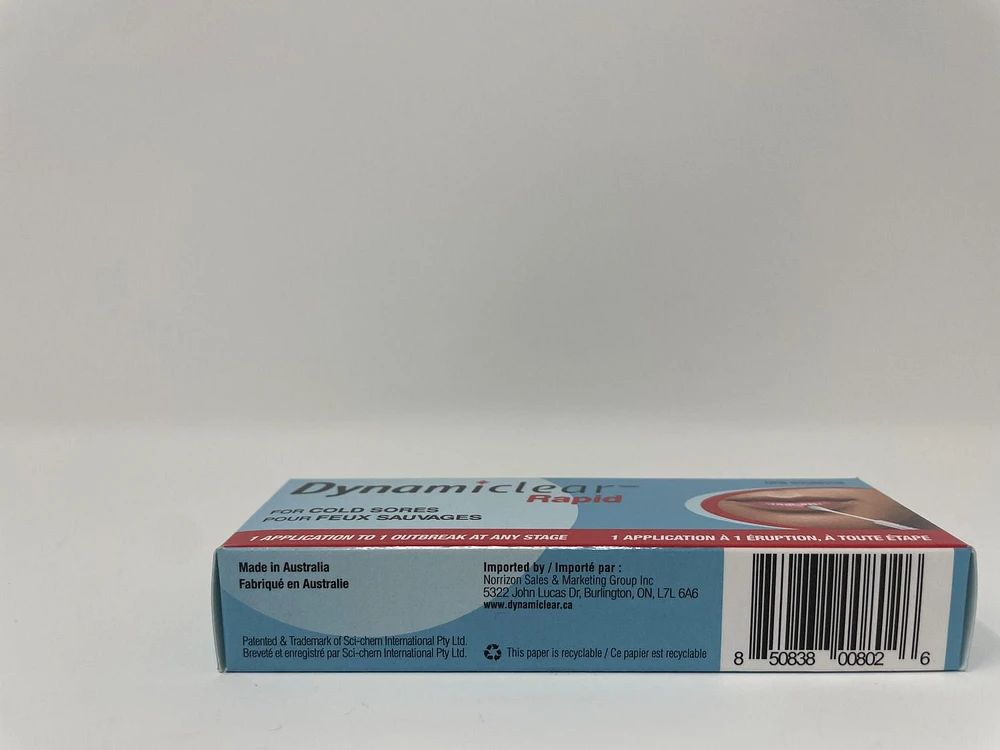 Dynamiclear™
Rapid
FOR COLD SORES
POUR FEUX SAUVAGES
1 APPLICATION TO 1 OUTBREAK AT ANY STAGE
1 APPLICATION À 1 ÉRUPTION, À TOUTE ÉTAPE
Made in Australia
Fabriqué en Australie
Patented & Trademark of Sci-chem International Pty Ltd.
Breveté et enregistré par Sci-chem International Pty Ltd.
Imported by / Importé par :
Norrizon Sales & Marketing Group Inc
5322 John Lucas Dr, Burlington, ON, L7L 6A6
www.dynamiclear.ca
This paper is recyclable / Ce papier est recyclable
8 50838 00802 6